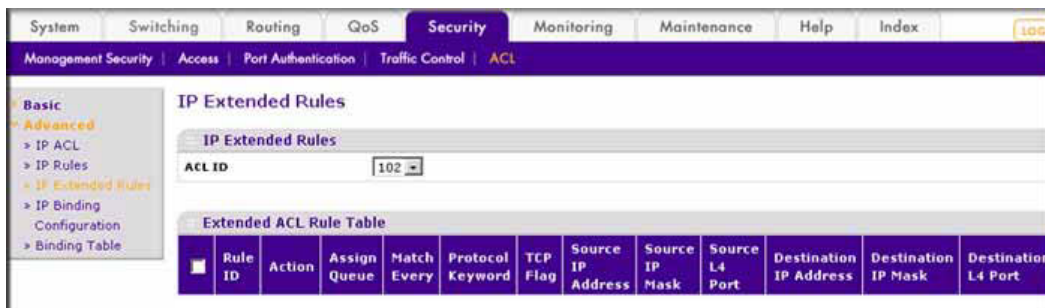 System Switching Routing QoS Security Monitoring Maintenance Help Index LOG
Management Security Access Port Authentication Traffic Control ACL
Basic
Advanced
IP ACL
IP Rules
IP Extended Rules
IP Binding
Configuration
Binding Table
IP Extended Rules
IP Extended Rules
ACL ID 102
Extended ACL Rule Table
Rule ID Action Assign Queue Match Every Protocol Keyword TCP Flag Source IP Address Source IP Mask Source L4 Port Destination IP Address Destination IP Mask Destination L4 Port